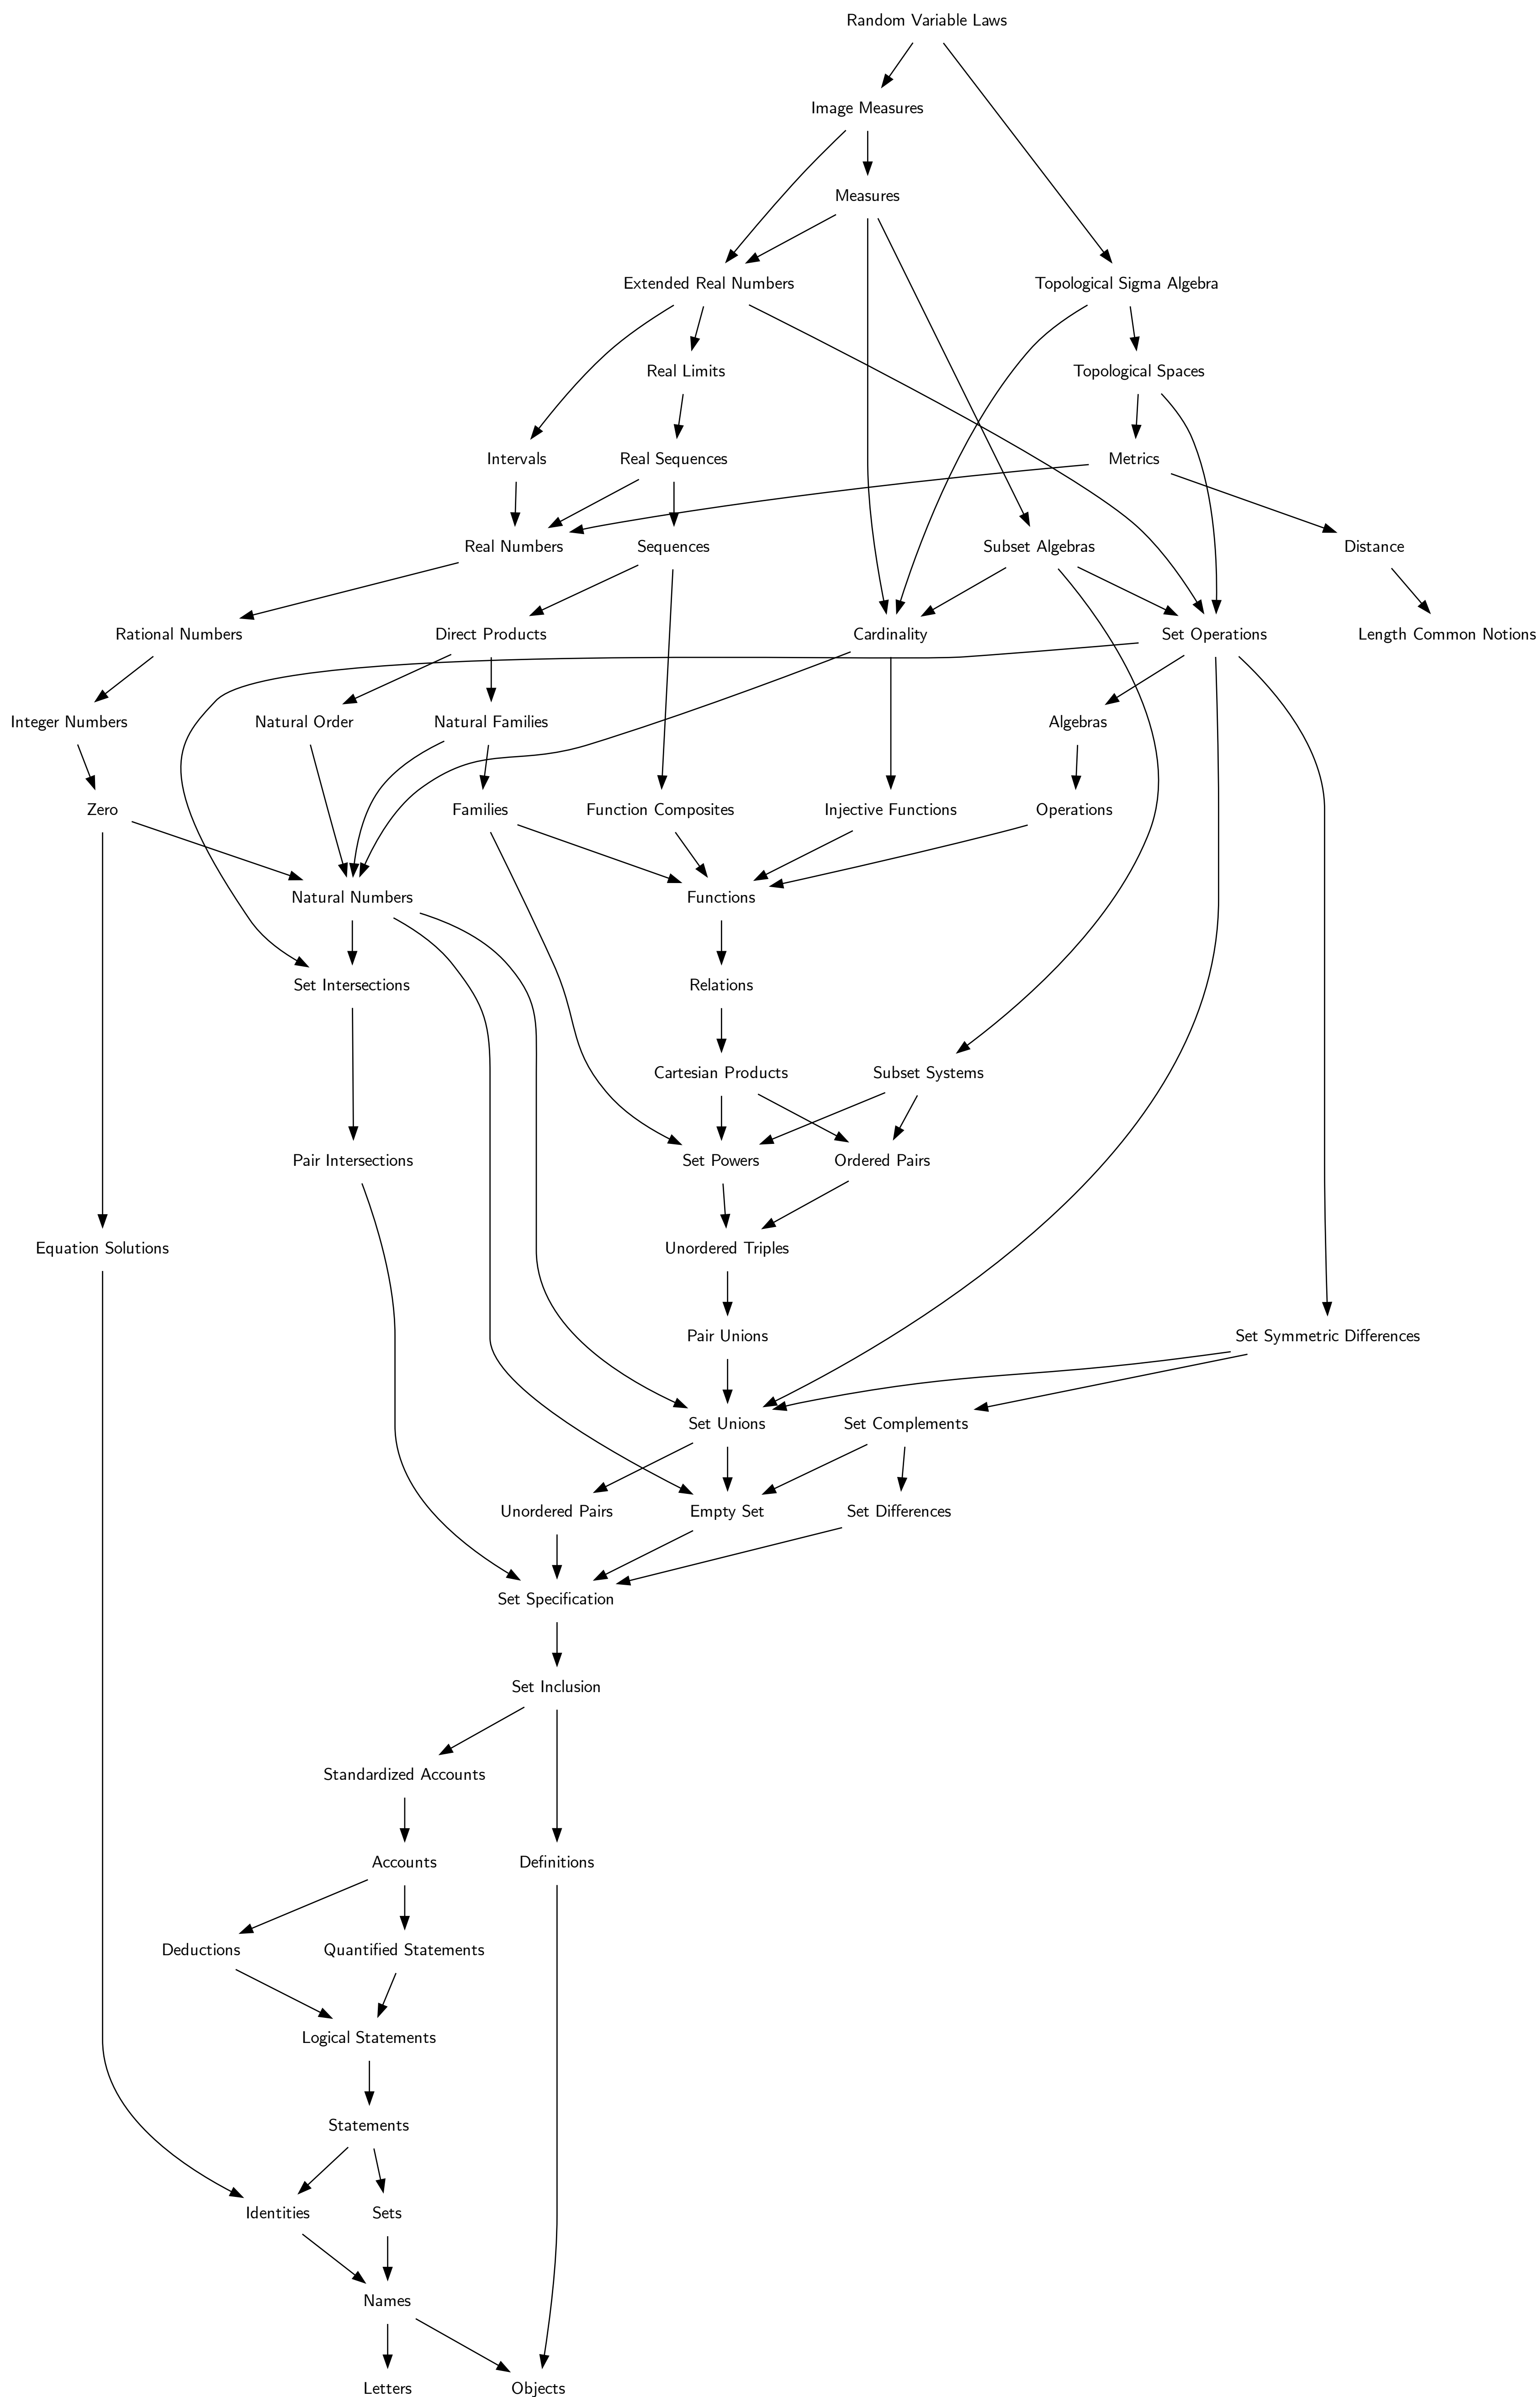 Random Variable Laws
Image Measures
Measures
Extended Real Numbers
Topological Sigma Algebra
Real Limits
Topological Spaces
Intervals
Real Sequences
Metrics
Real Numbers
Sequences
Subset Algebras
Distance
Rational Numbers
Direct Products
Cardinality
Set Operations
Length Common Notions
Integer Numbers
Natural Order
Natural Families
Algebras
Zero
Families
Function Composites
Injective Functions
Operations
Natural Numbers
Functions
Set Intersections
Relations
Cartesian Products
Subset Systems
Pair Intersections
Set Powers
Ordered Pairs
Equation Solutions
Unordered Triples
Pair Unions
Set Symmetric Differences
Set Unions
Set Complements
Unordered Pairs
Empty Set
Set Differences
Set Specification
Set Inclusion
Standardized Accounts
Accounts
Definitions
Deductions
Quantified Statements
Logical Statements
Statements
Identities
Sets
Names
Letters
Objects